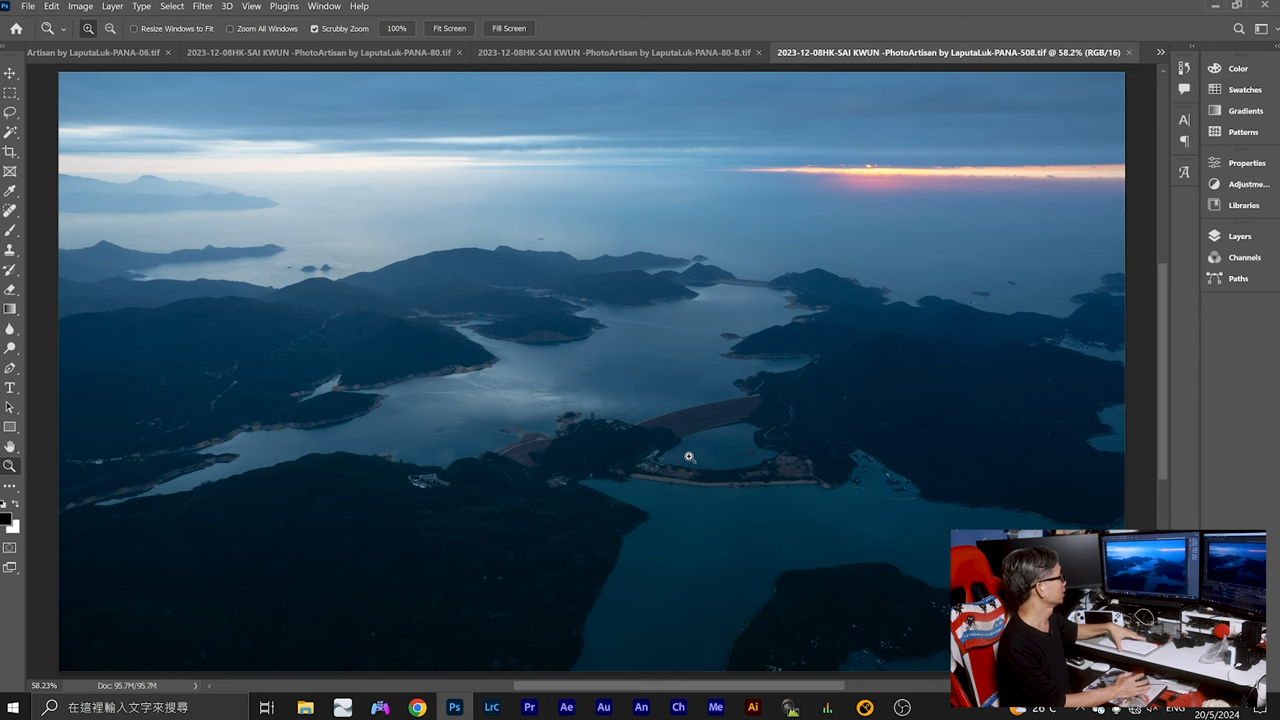 File Edit Image Layer Type Select Filter 3D View Plugins Window Help
Resize Windows to Fit Zoom All Windows Scrubby Zoom 100% Fit Screen Fill Screen
Artisan by LaputaLuk-PANA-06.tif × 2023-12-08HK-SAI KWUN -PhotoArtisan by LaputaLuk-PANA-80.tif × 2023-12-08HK-SAI KWUN -PhotoArtisan by LaputaLuk-PANA-80-B.tif × 2023-12-08HK-SAI KWUN -PhotoArtisan by LaputaLuk-PANA-508.tif @ 58.2% (RGB/16) ×
Color
Swatches
Gradients
Patterns
Properties
Adjustme...
Libraries
Layers
Channels
Paths
58.23% Doc: 95.7M/95.7M
在這裡輸入文字來搜尋
Ps Lrc Pr Ae Au An Ch Me Ai
26°C ENG
20/5/2024